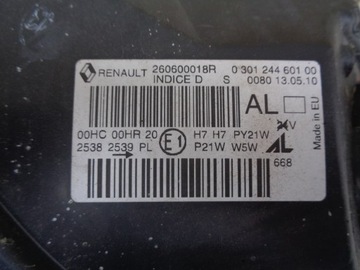 RENAULT 260600018R 0 301 244 601 00
INDICE D S 0080 13.05.10
AL
Made in EU
00HC 00HR 20 E1 H7 H7 PY21W
2538 2539 PL P21W W5W
AL
668